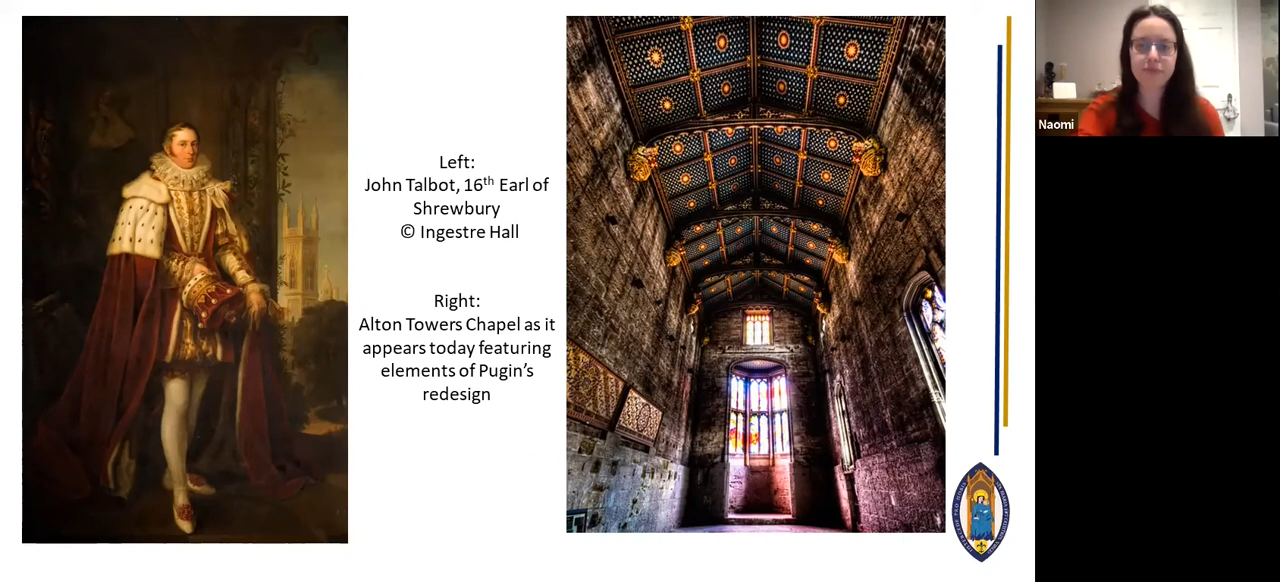 Left:
John Talbot, 16th Earl of
Shrewbury
© Ingestre Hall
Right:
Alton Towers Chapel as it
appears today featuring
elements of Pugin's
redesign
Naomi